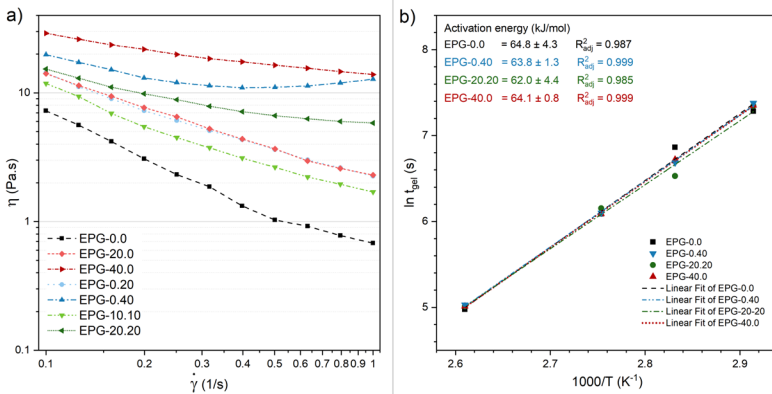 a)
η (Pa.s)
100
10
1
0.1
EPG-0.0
EPG-20.0
EPG-40.0
EPG-0.20
EPG-0.40
EPG-10.10
EPG-20.20
0.1 0.2 0.3 0.4 0.5 0.6 0.7 0.8 0.9 1
γ̇ (1/s)
b)
Activation energy (kJ/mol)
EPG-0.0 = 64.8 ± 4.3 R²adj = 0.987
EPG-0.40 = 63.8 ± 1.3 R²adj = 0.999
EPG-20.20 = 62.0 ± 4.4 R²adj = 0.985
EPG-40.0 = 64.1 ± 0.8 R²adj = 0.999
ln tgel (s)
8
7
6
5
EPG-0.0
EPG-0.40
EPG-20.20
EPG-40.0
Linear Fit of EPG-0.0
Linear Fit of EPG-0.40
Linear Fit of EPG-20-20
Linear Fit of EPG-40.0
2.6 2.7 2.8 2.9
1000/T (K⁻¹)